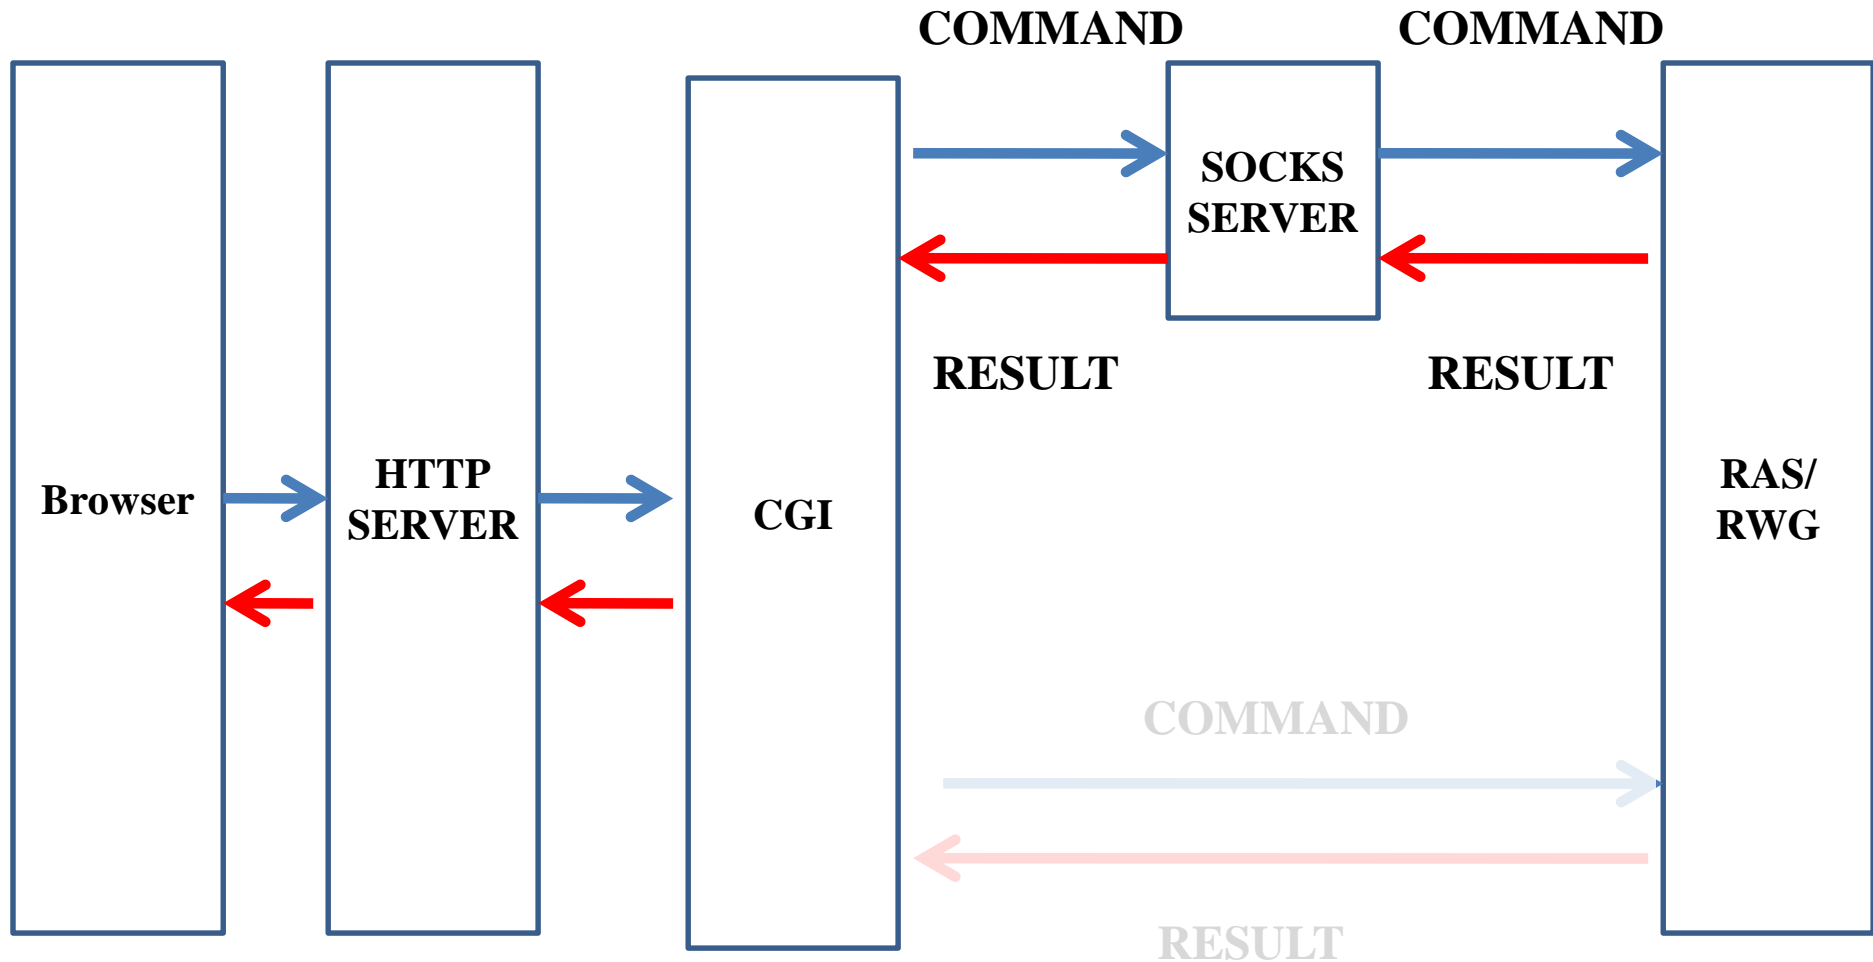 COMMAND
COMMAND
SOCKS
SERVER
RESULT
RESULT
Browser
HTTP
SERVER
CGI
RAS/
RWG
COMMAND
RESULT